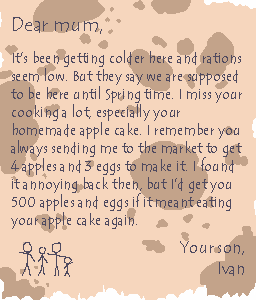 Dear mum,
It's been getting colder here and rations
seem low. But they say we are supposed
to be here until Spring time. I miss your
cooking a lot, especially your
homemade apple cake. I remember you
always sending me to the market to get
4 apples and 3 eggs to make it. I found
it annoying back then, but I'd get you
500 apples and eggs if it meant eating
your apple cake again.
Your son,
Ivan